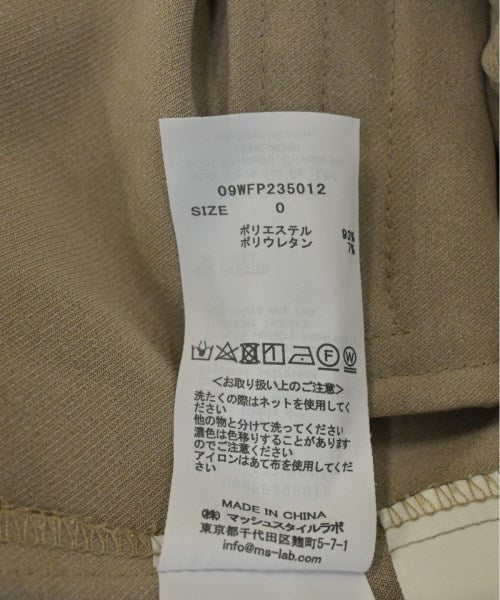 09WFP235012
SIZE 0
ポリエステル 93%
ポリウレタン 7%
<お取り扱い上のご注意>
洗たくの際はネットを使用してく
ださい
他の物と分けて洗ってください
濃色は色移りすることがあります
のでご注意ください
アイロンはあて布を使用してくだ
さい
MADE IN CHINA
㈱ マッシュスタイルラボ
東京都千代田区麹町5-7-1
info@ms-lab.com